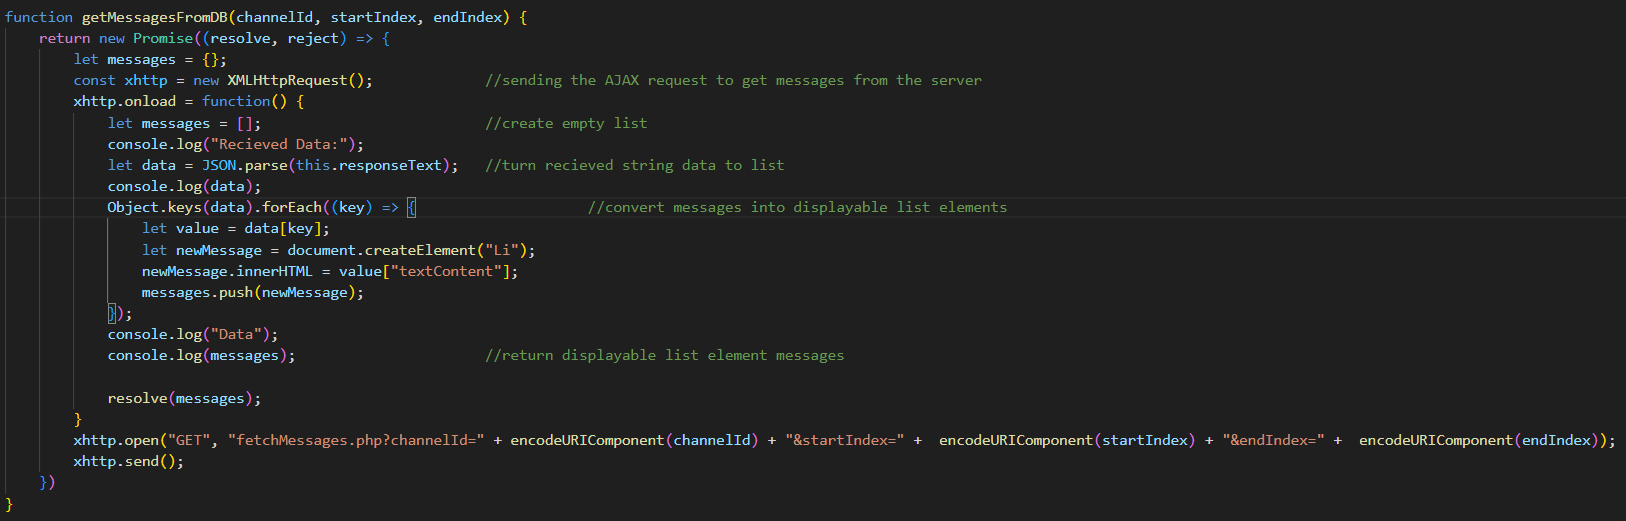 function getMessagesFromDB(channelId, startIndex, endIndex) {
return new Promise((resolve, reject) => {
let messages = {};
const xhttp = new XMLHttpRequest(); //sending the AJAX request to get messages from the server
xhttp.onload = function() {
let messages = []; //create empty list
console.log("Recieved Data:");
let data = JSON.parse(this.responseText); //turn recieved string data to list
console.log(data);
Object.keys(data).forEach((key) => { //convert messages into displayable list elements
let value = data[key];
let newMessage = document.createElement("Li");
newMessage.innerHTML = value["textContent"];
messages.push(newMessage);
});
console.log("Data");
console.log(messages); //return displayable list element messages
resolve(messages);
}
xhttp.open("GET", "fetchMessages.php?channelId=" + encodeURIComponent(channelId) + "&startIndex=" + encodeURIComponent(startIndex) + "&endIndex=" + encodeURIComponent(endIndex));
xhttp.send();
})
}